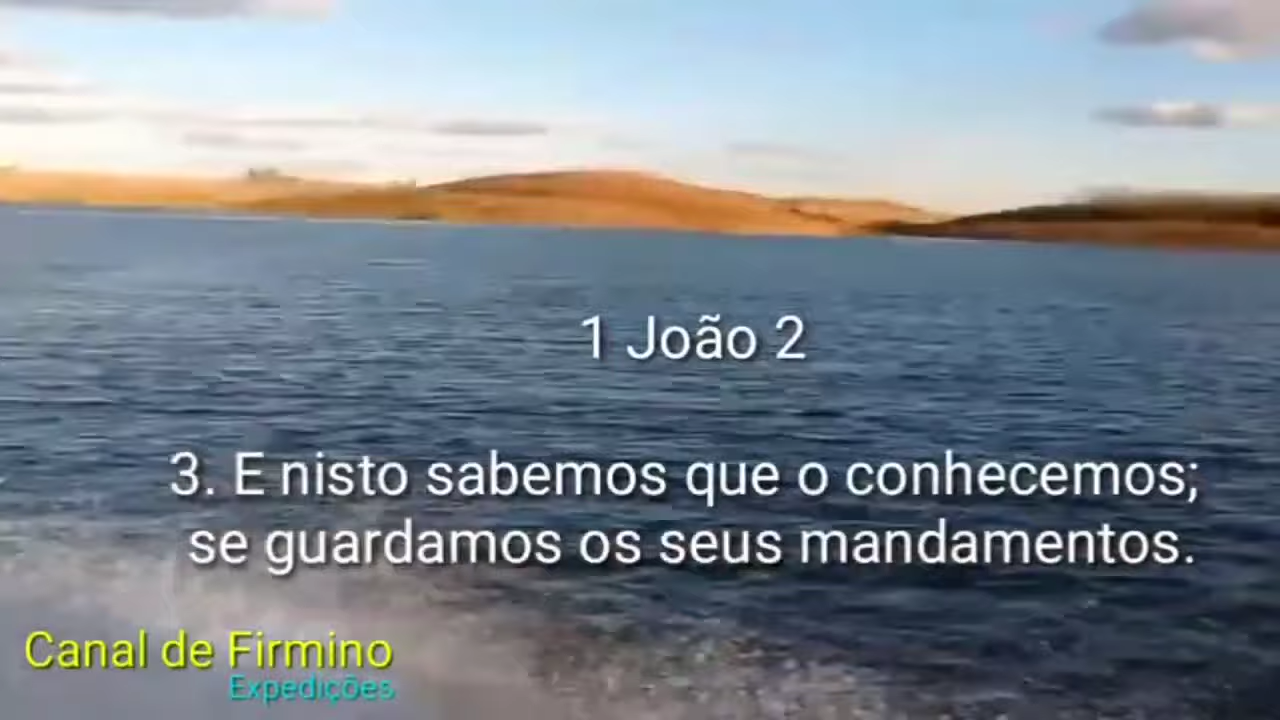 1 João 2
3. E nisto sabemos que o conhecemos;
se guardamos os seus mandamentos.
Canal de Firmino
Expedições